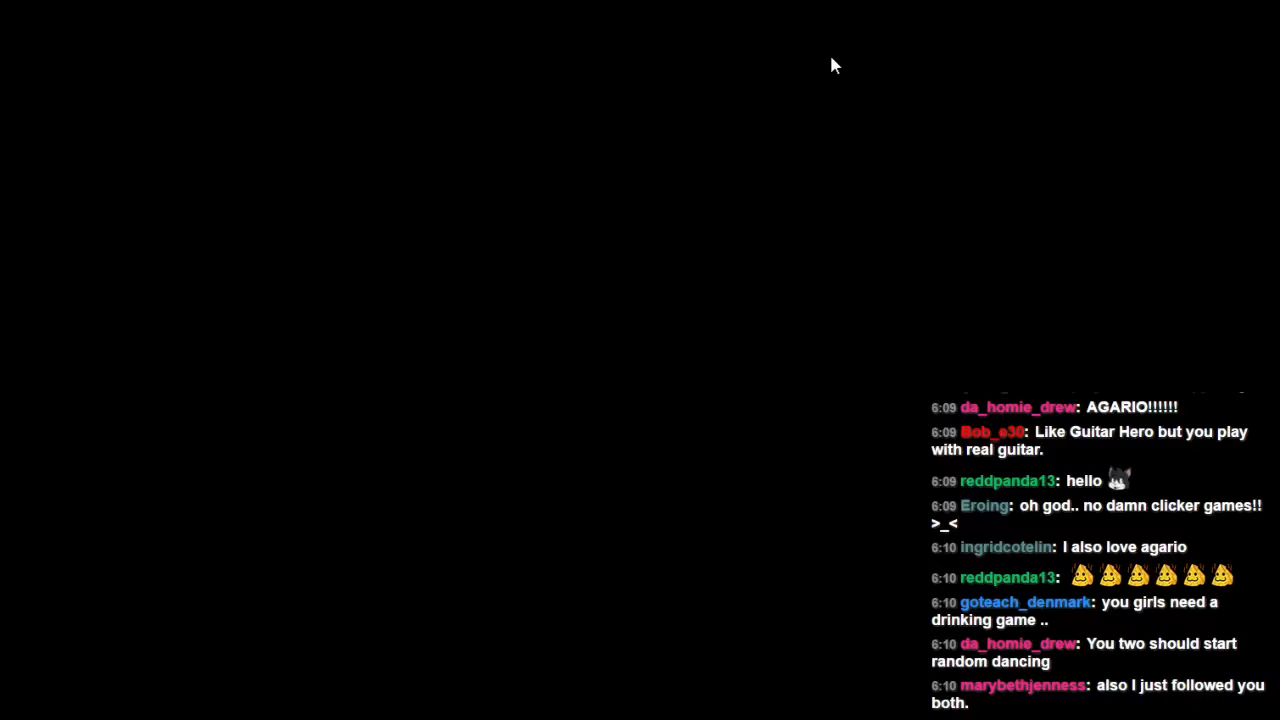 6:09 da_homie_drew: AGARIO!!!!!!
6:09 Bob_e30: Like Guitar Hero but you play
with real guitar.
6:09 reddpanda13: hello
6:09 Eroing: oh god.. no damn clicker games!!
>_<
6:10 ingridcotelin: I also love agario
6:10 reddpanda13:
6:10 goteach_denmark: you girls need a
drinking game ..
6:10 da_homie_drew: You two should start
random dancing
6:10 marybethjenness: also I just followed you
both.